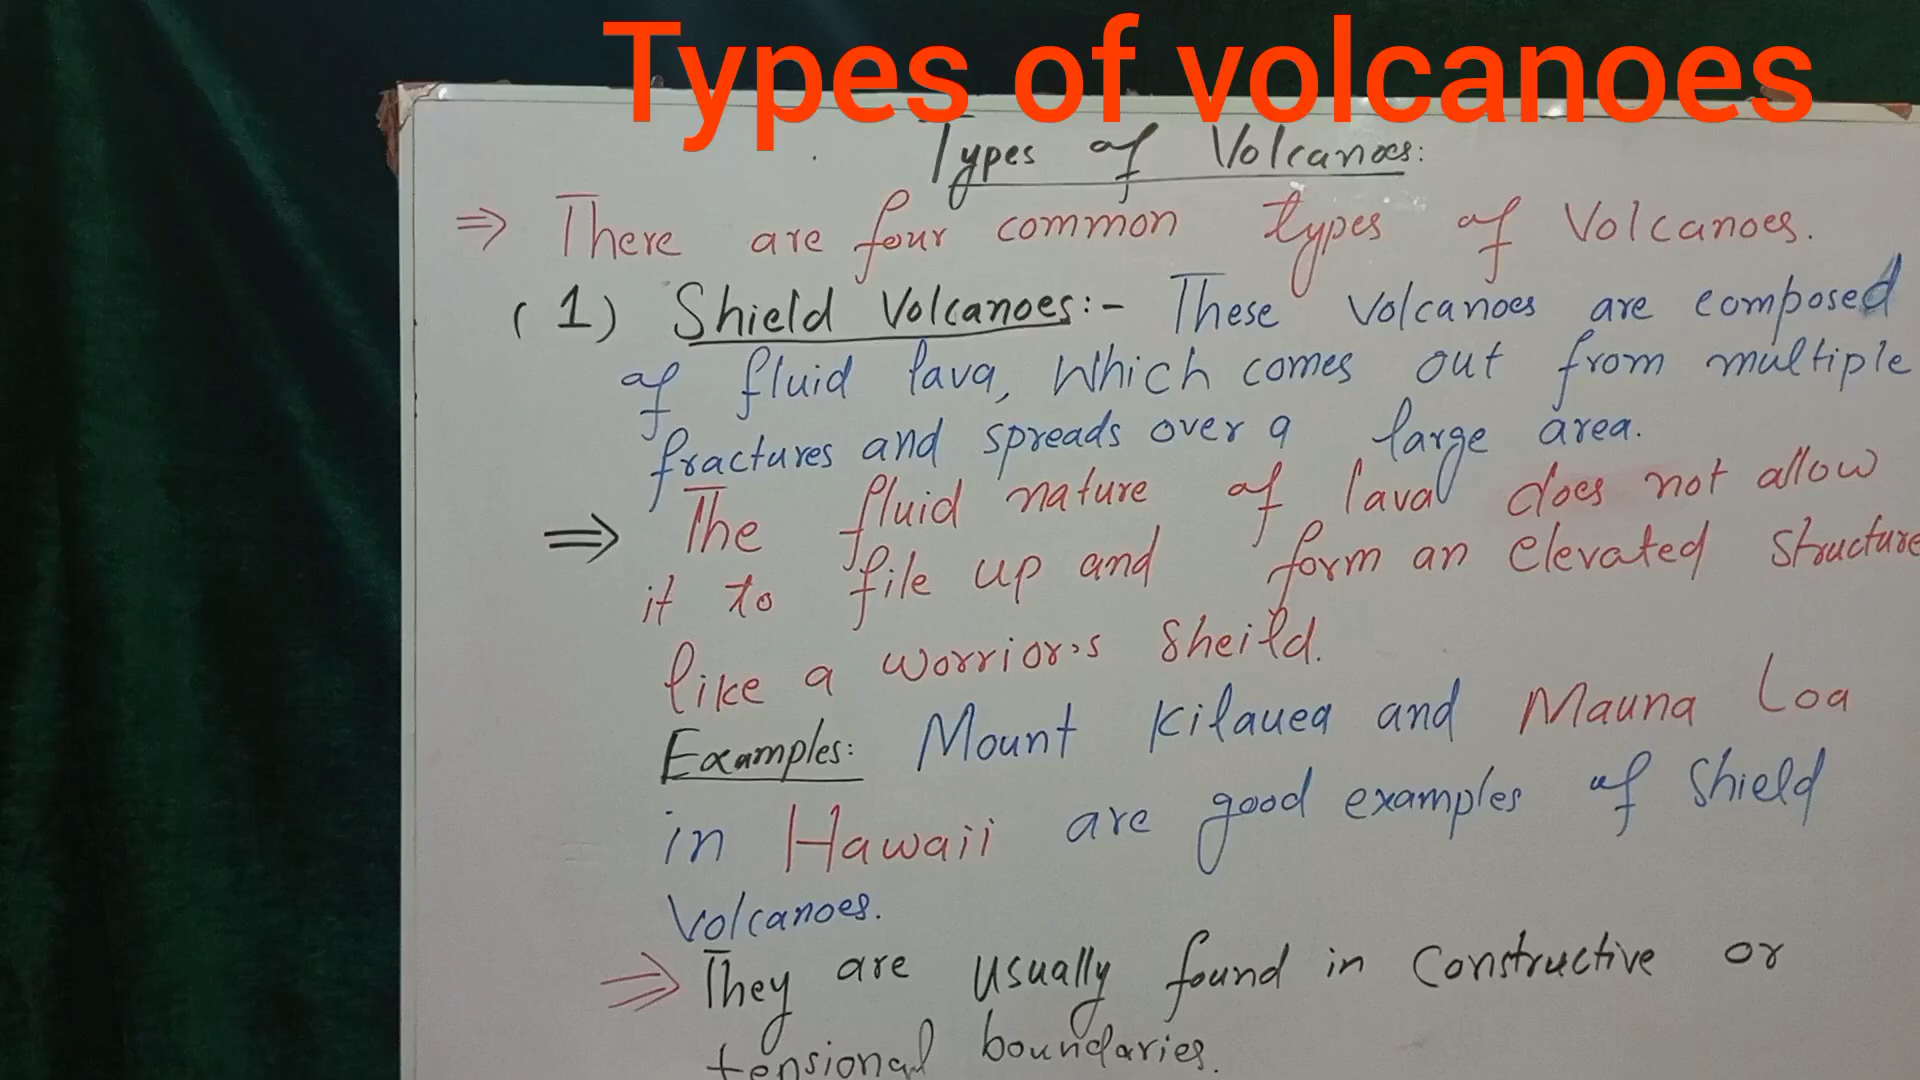 Types of volcanoes
Types of Volcanoes:
⇒ There are four common types of Volcanoes.
(1) Shield Volcanoes:- These Volcanoes are composed
of fluid lava, Which comes out from multiple
fractures and spreads over a large area.
⇒ The fluid nature of lava does not allow
it to file up and form an elevated structure
like a worrior's sheild.
Examples: Mount Kilauea and Mauna Loa
in Hawaii are good examples of Shield
Volcanoes.
⇒ They are usually found in Constructive or
tensional boundaries.